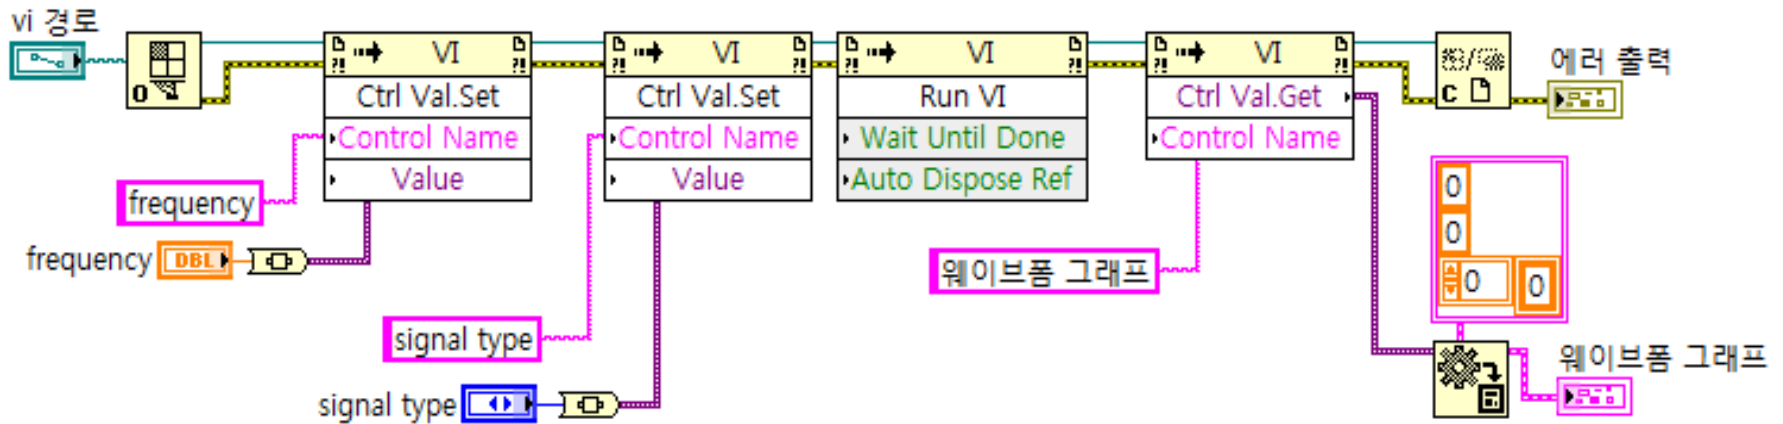 vi 경로
VI
Ctrl Val.Set
Control Name
Value
VI
Ctrl Val.Set
Control Name
Value
VI
Run VI
Wait Until Done
Auto Dispose Ref
VI
Ctrl Val.Get
Control Name
에러 출력
O
C
?!
?!
?!
?!
?!
?!
?!
?!
frequency
frequency
DBL
signal type
signal type
웨이브폼 그래프
0
0
0
0
웨이브폼 그래프